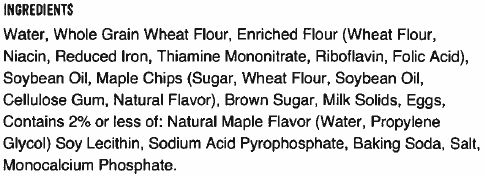 INGREDIENTS
Water, Whole Grain Wheat Flour, Enriched Flour (Wheat Flour,
Niacin, Reduced Iron, Thiamine Mononitrate, Riboflavin, Folic Acid),
Soybean Oil, Maple Chips (Sugar, Wheat Flour, Soybean Oil,
Cellulose Gum, Natural Flavor), Brown Sugar, Milk Solids, Eggs,
Contains 2% or less of: Natural Maple Flavor (Water, Propylene
Glycol) Soy Lecithin, Sodium Acid Pyrophosphate, Baking Soda, Salt,
Monocalcium Phosphate.